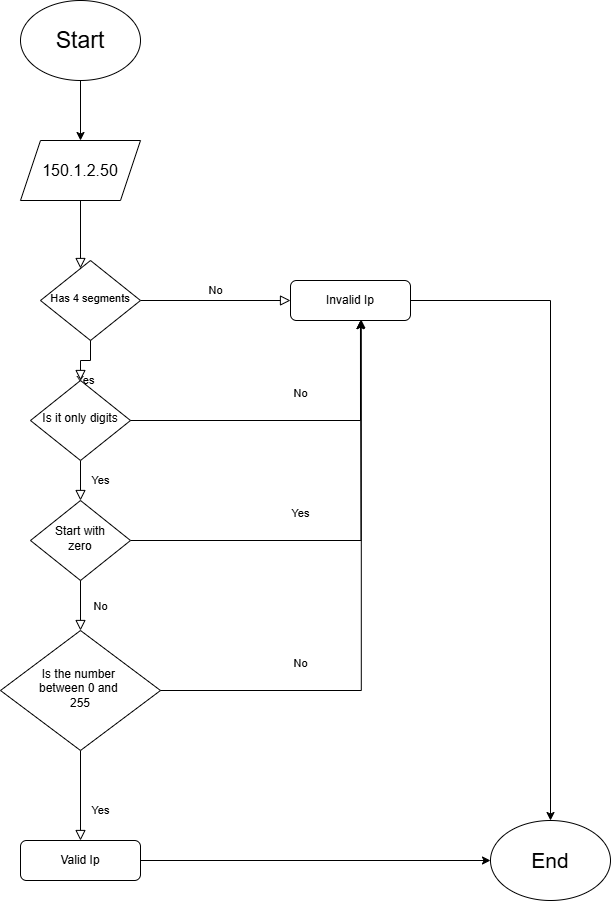 Start
150.1.2.50
Has 4 segments
No
Invalid Ip
Yes
No
Is it only digits
Yes
Yes
Start with
zero
No
No
Is the number
between 0 and
255
Yes
Valid Ip
End